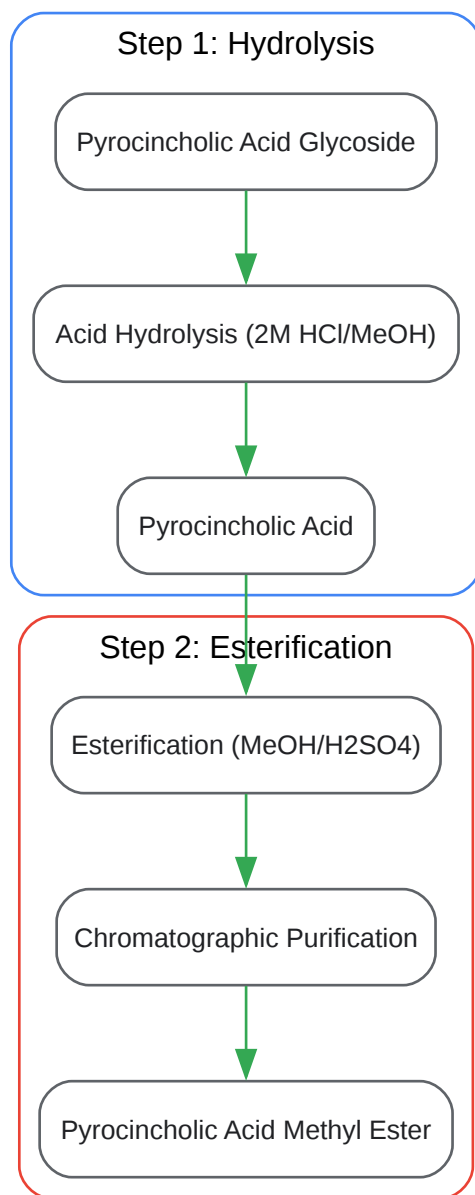 Step 1: Hydrolysis
Pyrocincholic Acid Glycoside
Acid Hydrolysis (2M HCl/MeOH)
Pyrocincholic Acid
Step 2: Esterification
Esterification (MeOH/H2SO4)
Chromatographic Purification
Pyrocincholic Acid Methyl Ester